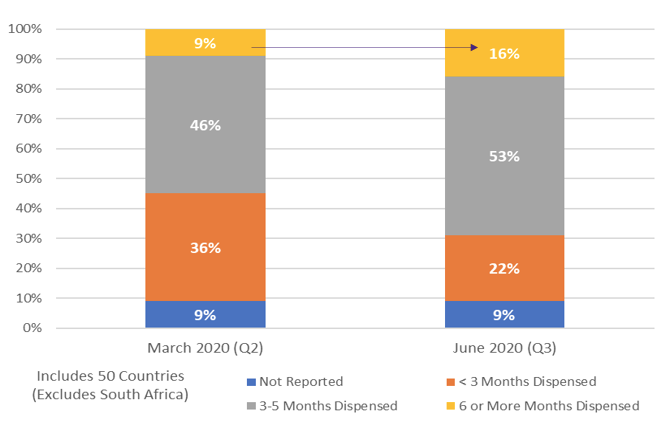 100%
90%
80%
70%
60%
50%
40%
30%
20%
10%
0%
9%
46%
36%
9%
16%
53%
22%
9%
March 2020 (Q2)
June 2020 (Q3)
Includes 50 Countries
(Excludes South Africa)
Not Reported
< 3 Months Dispensed
3-5 Months Dispensed
6 or More Months Dispensed